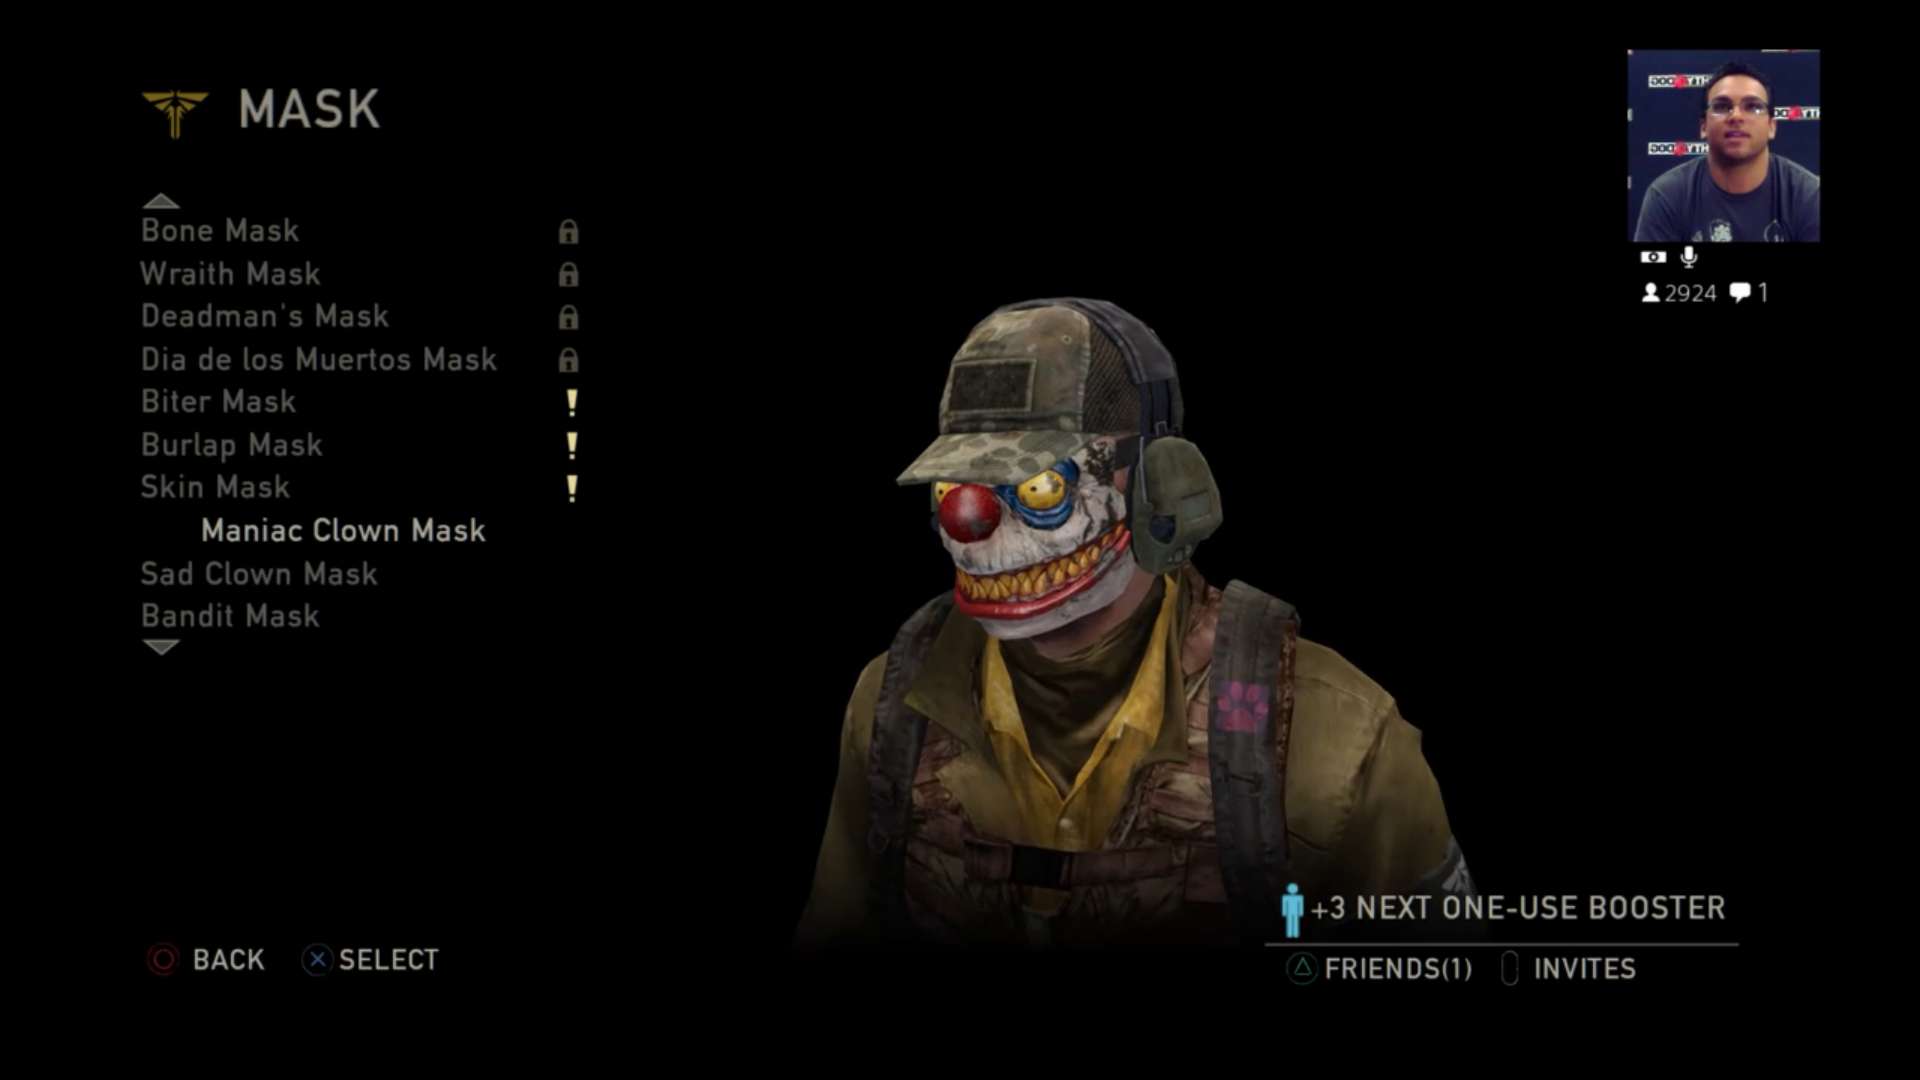 MASK
Bone Mask
Wraith Mask
Deadman's Mask
Dia de los Muertos Mask
Biter Mask
Burlap Mask
Skin Mask
Maniac Clown Mask
Sad Clown Mask
Bandit Mask
2924 1
+3 NEXT ONE-USE BOOSTER
BACK SELECT
FRIENDS(1) INVITES